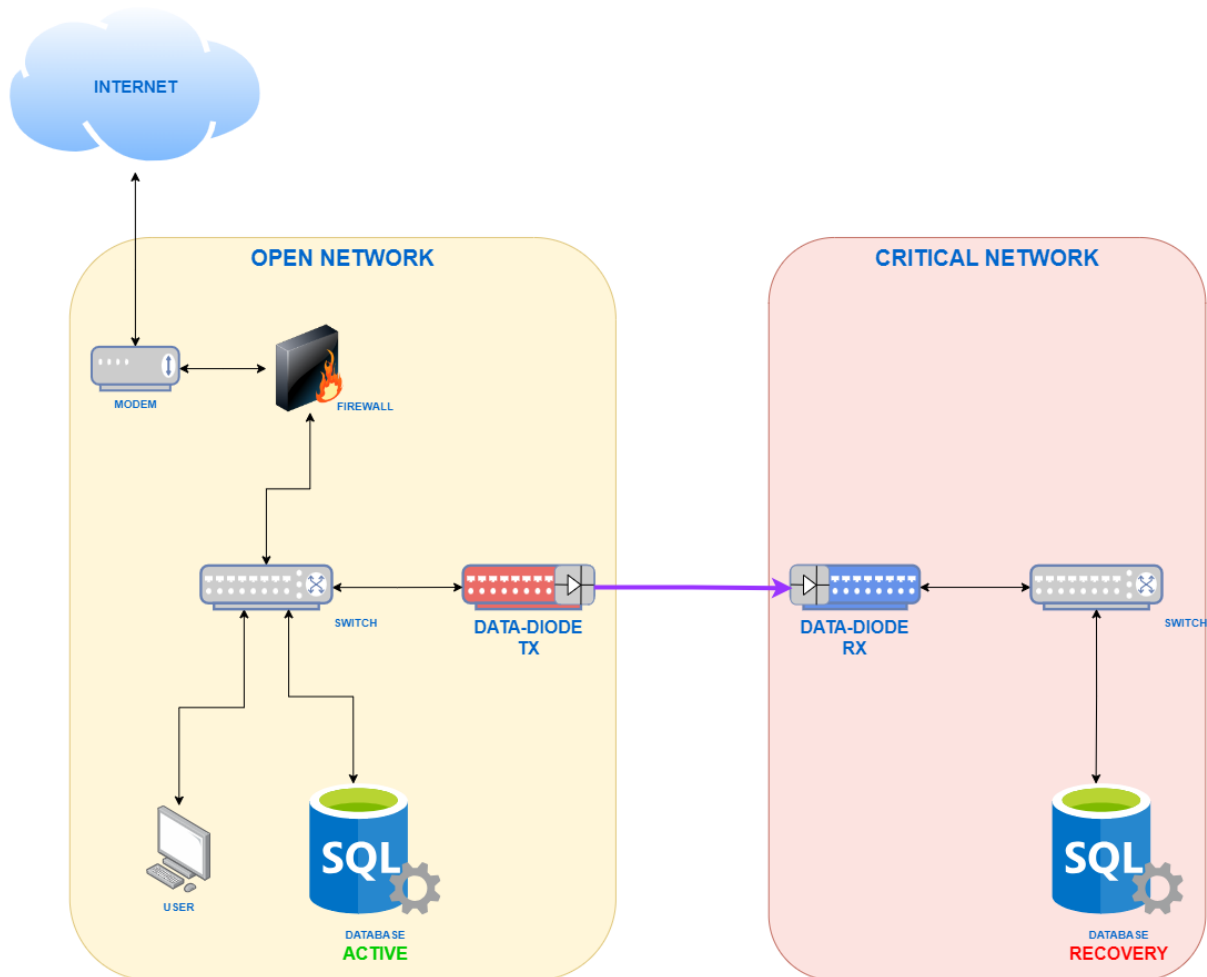 INTERNET
OPEN NETWORK
CRITICAL NETWORK
MODEM
FIREWALL
SWITCH
DATA-DIODE
TX
DATA-DIODE
RX
SWITCH
USER
SQL
DATABASE
ACTIVE
SQL
DATABASE
RECOVERY